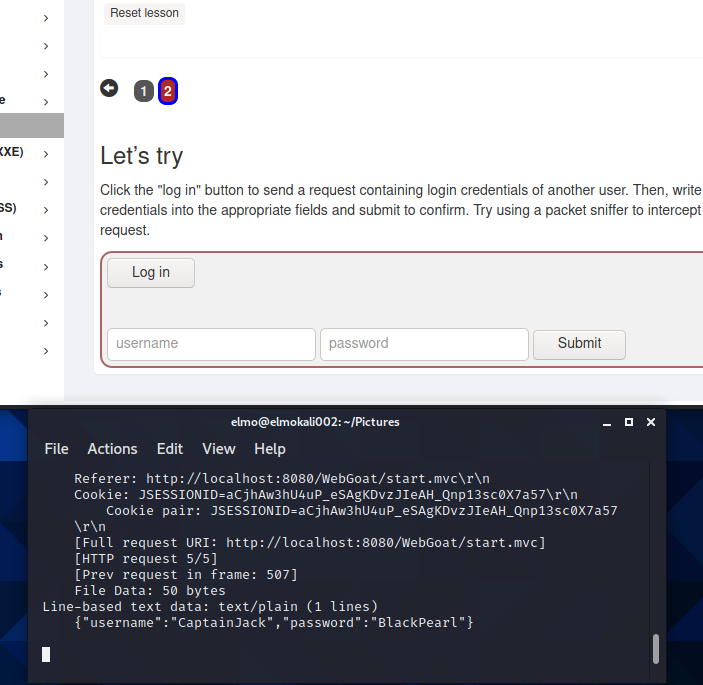 Reset lesson
1 2
e
Let's try
XXE)
Click the "log in" button to send a request containing login credentials of another user. Then, write
SS)
credentials into the appropriate fields and submit to confirm. Try using a packet sniffer to intercept
request.
n
s
Log in
s
username password Submit
elmo@elmokali002: ~/Pictures
File Actions Edit View Help
Referer: http://localhost:8080/WebGoat/start.mvc\r\n
Cookie: JSESSIONID=aCjhAw3hU4uP_eSAgKDvzJIeAH_Qnp13sc0X7a57\r\n
Cookie pair: JSESSIONID=aCjhAw3hU4uP_eSAgKDvzJIeAH_Qnp13sc0X7a57
\r\n
[Full request URI: http://localhost:8080/WebGoat/start.mvc]
[HTTP request 5/5]
[Prev request in frame: 507]
File Data: 50 bytes
Line-based text data: text/plain (1 lines)
{"username":"CaptainJack","password":"BlackPearl"}